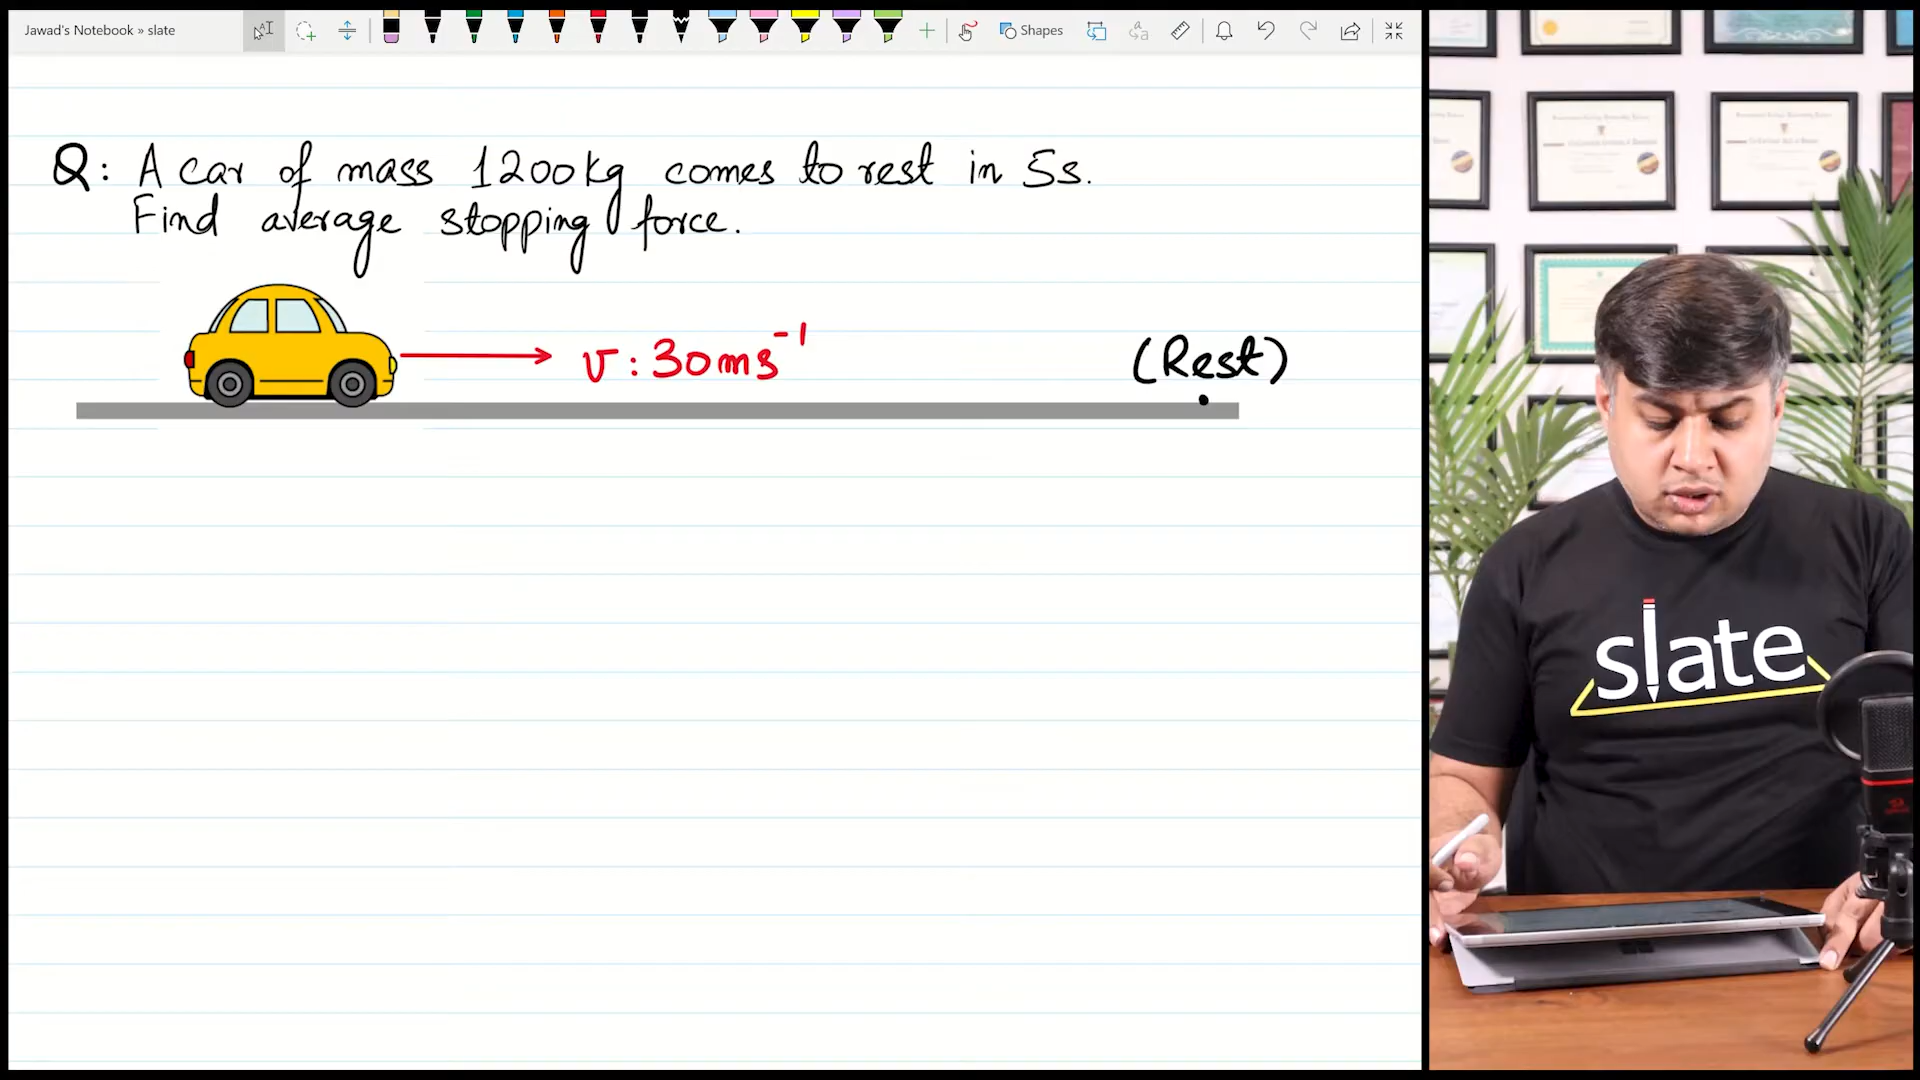 Jawad's Notebook » slate
Shapes
Q: A car of mass 1200kg comes to rest in 5s.
Find average stopping force.
v : 30ms⁻¹
(Rest)
slate